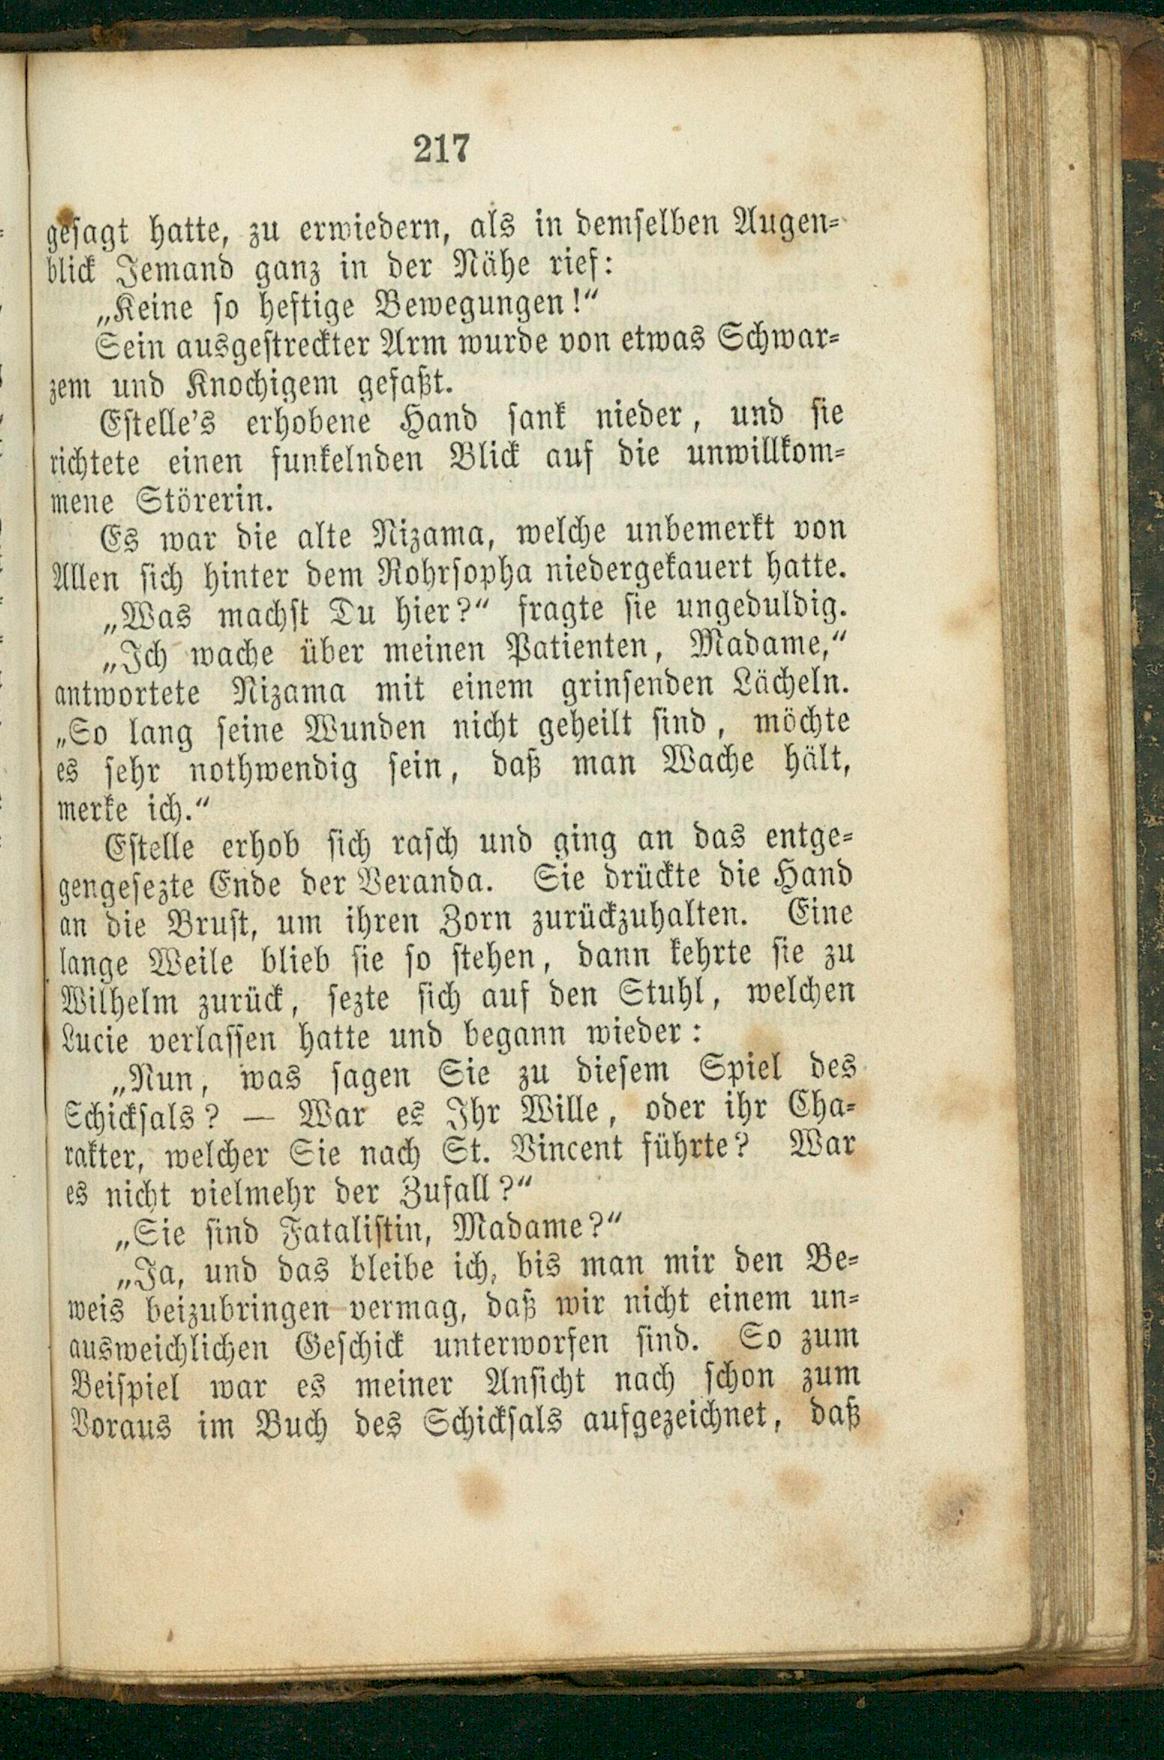 217
gesagt hatte, zu erwiedern, als in demselben Augen-
blick Jemand ganz in der Nähe rief:
„Keine so heftige Bewegungen!“
Sein ausgestreckter Arm wurde von etwas Schwar-
zem und Knochigem gefaßt.
Estelle's erhobene Hand sank nieder, und sie
richtete einen funkelnden Blick auf die unwillkom-
mene Störerin.
Es war die alte Nizama, welche unbemerkt von
Allen sich hinter dem Rohrsopha niedergekauert hatte.
„Was machst Du hier?“ fragte sie ungeduldig.
„Ich wache über meinen Patienten, Madame,“
antwortete Nizama mit einem grinsenden Lächeln.
„So lang seine Wunden nicht geheilt sind, möchte
es sehr nothwendig sein, daß man Wache hält,
merke ich.“
Estelle erhob sich rasch und ging an das entge-
gengesezte Ende der Veranda. Sie drückte die Hand
an die Brust, um ihren Zorn zurückzuhalten. Eine
lange Weile blieb sie so stehen, dann kehrte sie zu
Wilhelm zurück, sezte sich auf den Stuhl, welchen
Lucie verlassen hatte und begann wieder:
„Nun, was sagen Sie zu diesem Spiel des
Schicksals? — War es Ihr Wille, oder ihr Cha-
rakter, welcher Sie nach St. Vincent führte? War
es nicht vielmehr der Zufall?“
„Sie sind Fatalistin, Madame?“
„Ja, und das bleibe ich, bis man mir den Be-
weis beizubringen vermag, daß wir nicht einem un-
ausweichlichen Geschick unterworfen sind. So zum
Beispiel war es meiner Ansicht nach schon zum
Voraus im Buch des Schicksals aufgezeichnet, daß